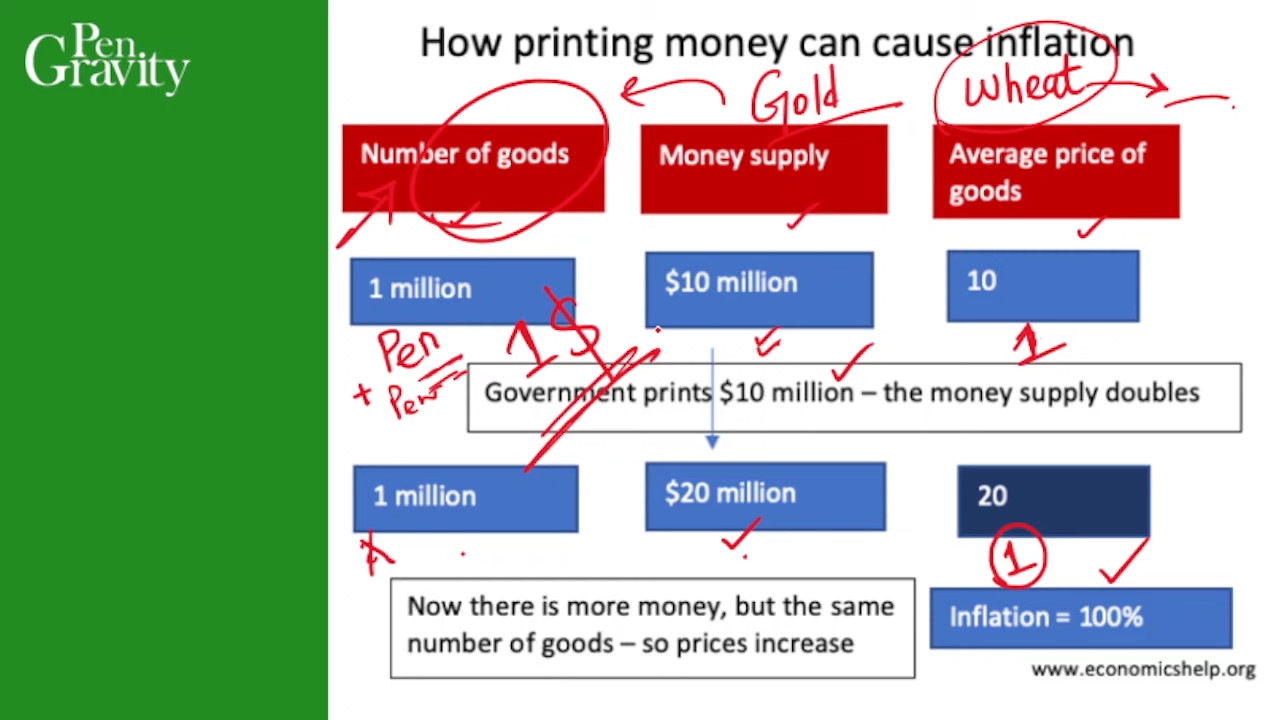 Pen
Gravity
How printing money can cause inflation
Gold
Wheat
Number of goods
Money supply
Average price of
goods
1 million
$10 million
10
Pen
1 $
1
+ Pen
Government prints $10 million – the money supply doubles
1 million
$20 million
20
1
Now there is more money, but the same
number of goods – so prices increase
Inflation = 100%
www.economicshelp.org